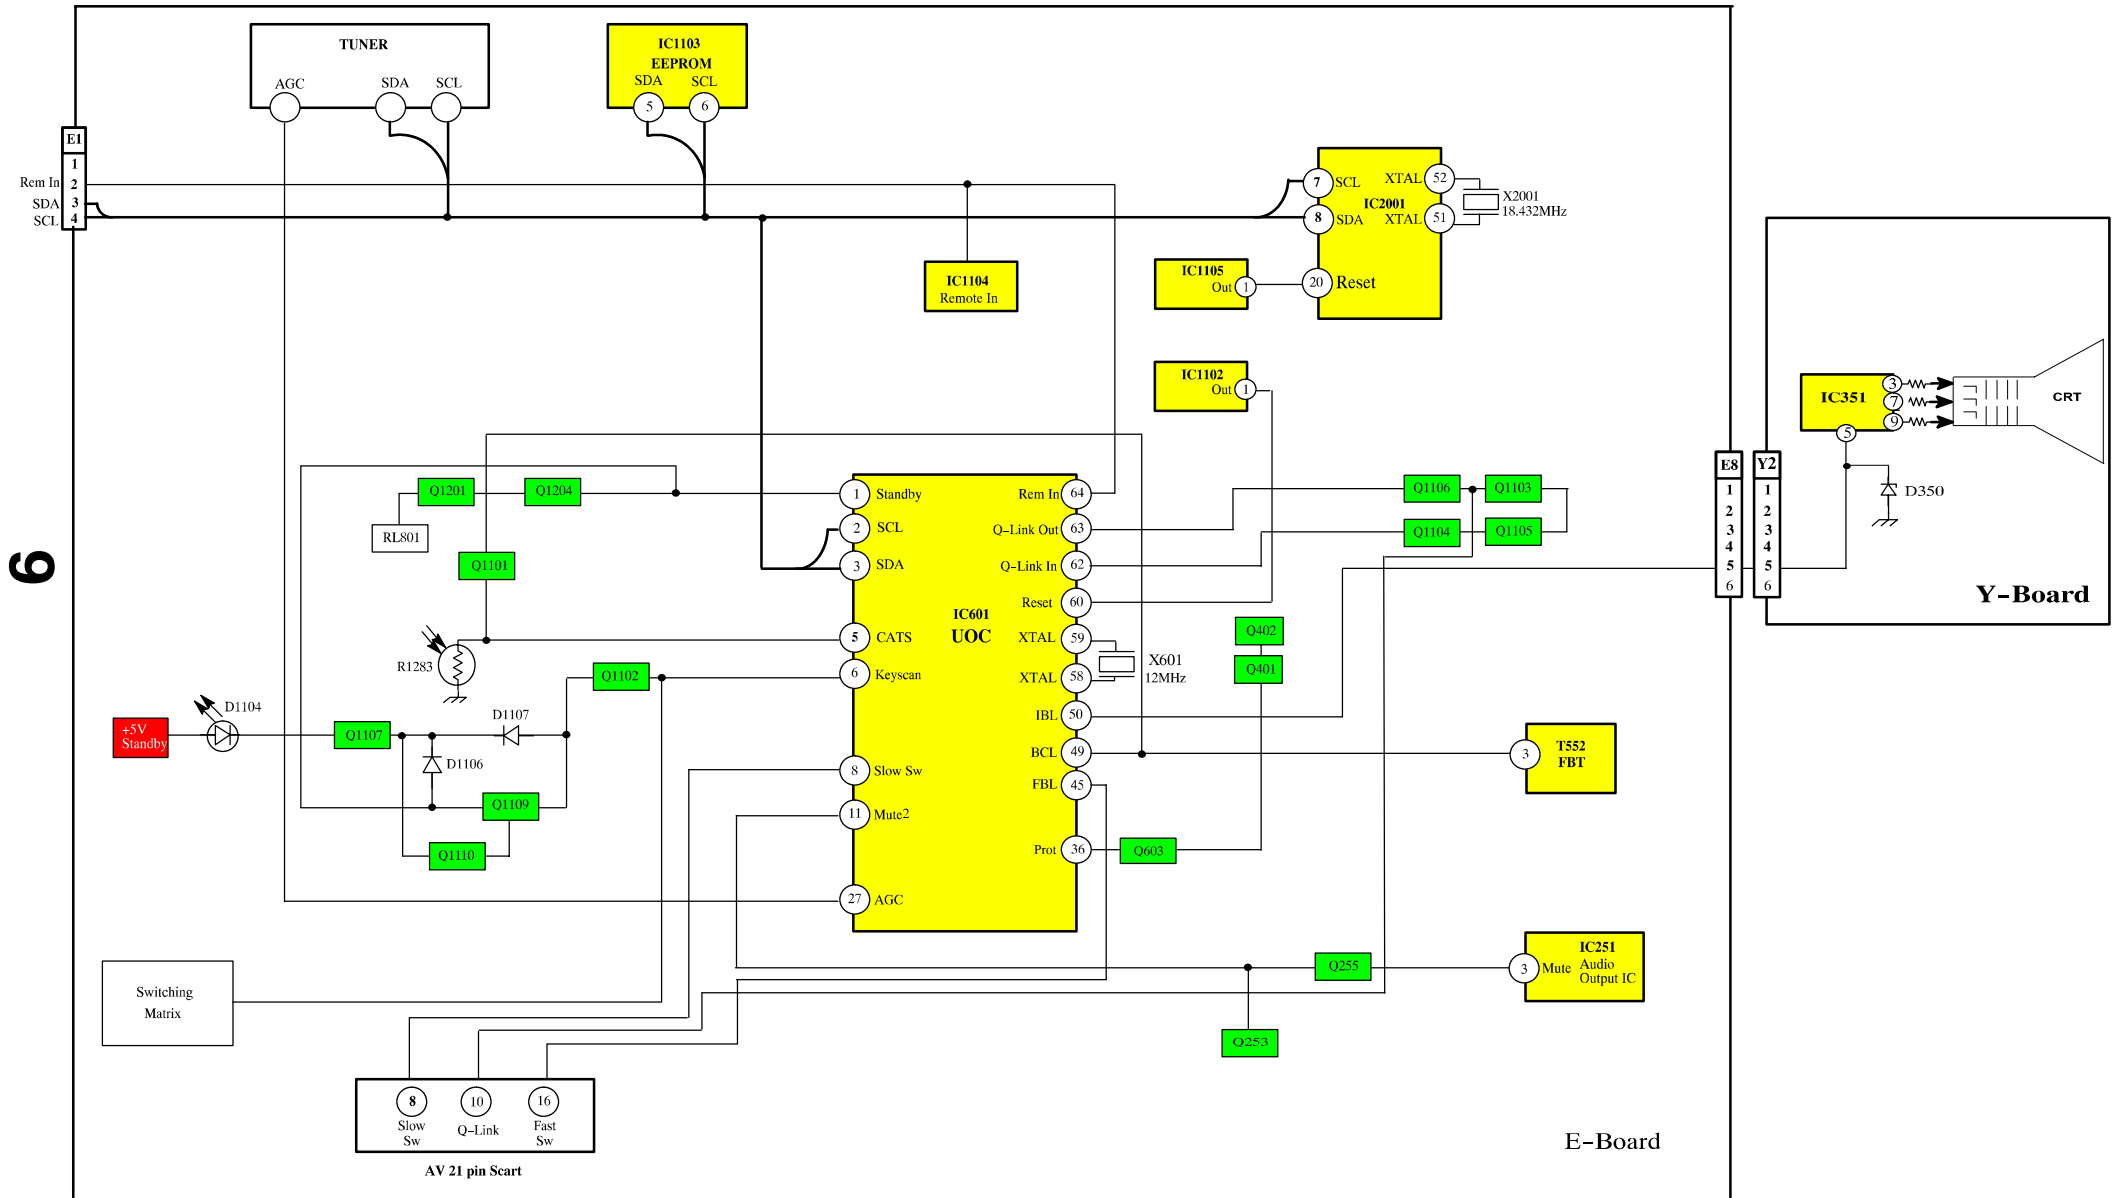 TUNER
AGC
SDA
SCL
IC1103
EEPROM
SDA
SCL
5
6
E1
1
Rem In
2
SDA
3
SCL
4
7
SCL
XTAL
52
IC2001
8
SDA
XTAL
51
X2001
18.432MHz
20
Reset
IC1105
Out
1
IC1104
Remote In
IC1102
Out
1
IC351
3
7
9
5
CRT
D350
E8
1
2
3
4
5
6
Y2
1
2
3
4
5
6
Y-Board
6
Q1201
Q1204
RL801
Q1101
R1283
Q1102
+5V
Standby
D1104
Q1107
D1107
D1106
Q1109
Q1110
IC601
UOC
1
Standby
2
SCL
3
SDA
5
CATS
6
Keyscan
8
Slow Sw
11
Mute2
27
AGC
Rem In
64
Q-Link Out
63
Q-Link In
62
Reset
60
XTAL
59
XTAL
58
IBL
50
BCL
49
FBL
45
Prot
36
X601
12MHz
Q1106
Q1103
Q1104
Q1105
Q402
Q401
Q603
3
T552
FBT
3
Mute
IC251
Audio
Output IC
Q255
Q253
Switching
Matrix
8
Slow
Sw
10
Q-Link
16
Fast
Sw
AV 21 pin Scart
E-Board